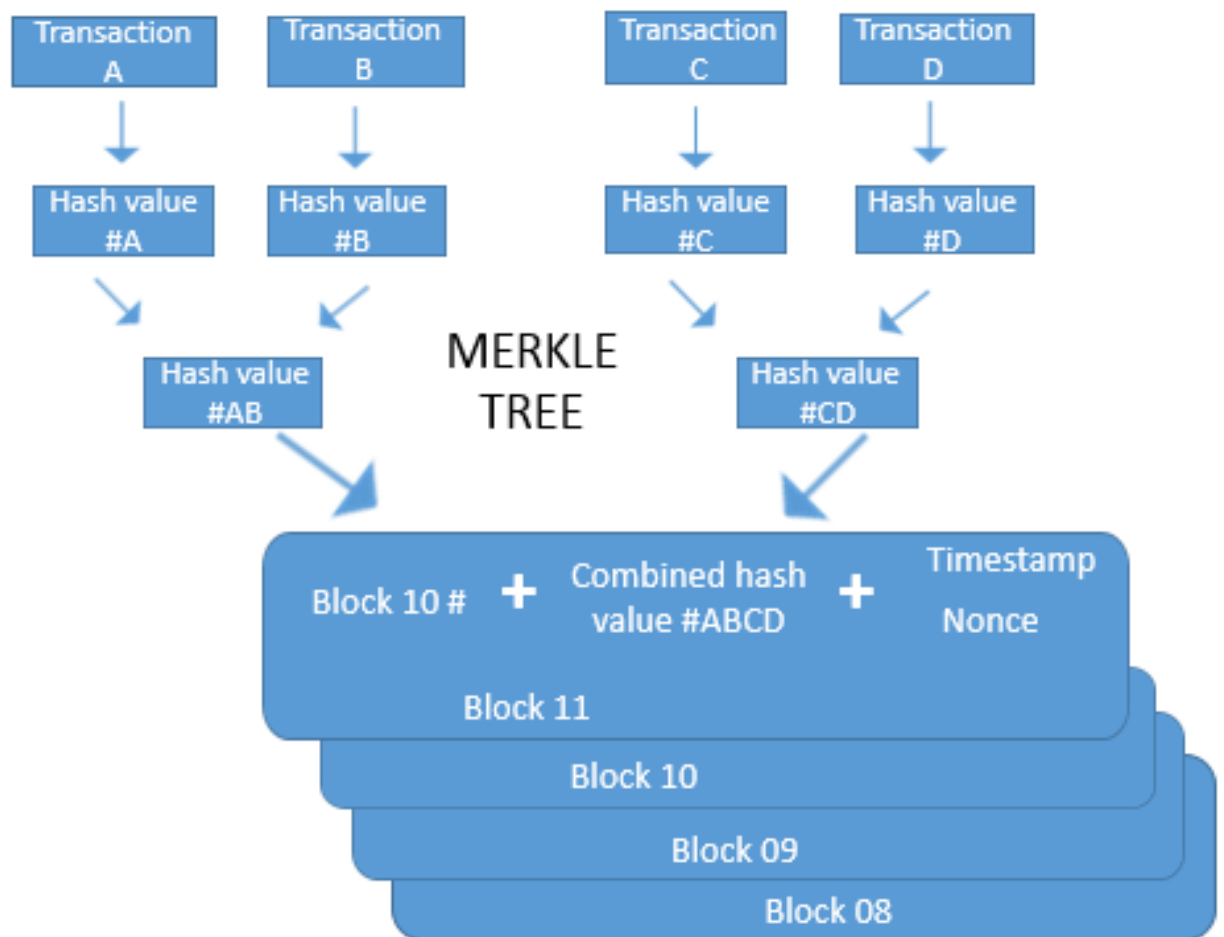 Transaction
A
Transaction
B
Transaction
C
Transaction
D
Hash value
#A
Hash value
#B
Hash value
#C
Hash value
#D
Hash value
#AB
MERKLE
TREE
Hash value
#CD
Block 10 #
+
Combined hash
value #ABCD
+
Timestamp
Nonce
Block 11
Block 10
Block 09
Block 08